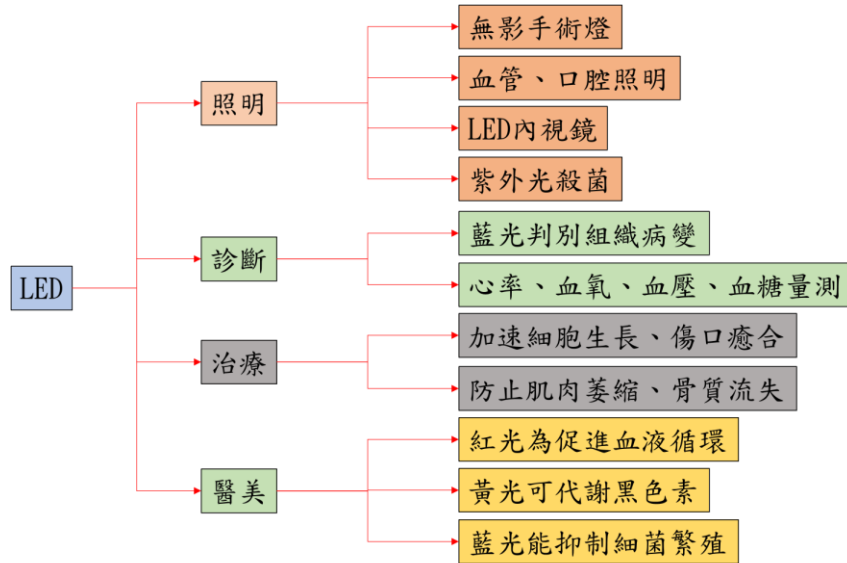 LED
照明
無影手術燈
血管、口腔照明
LED內視鏡
紫外光殺菌
診斷
藍光判別組織病變
心率、血氧、血壓、血糖量測
治療
加速細胞生長、傷口癒合
防止肌肉萎縮、骨質流失
醫美
紅光為促進血液循環
黃光可代謝黑色素
藍光能抑制細菌繁殖